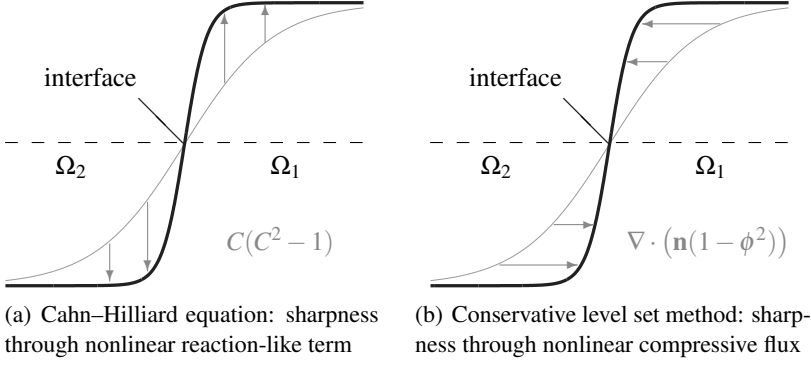 interface
Ω₂
Ω₁
C(C² − 1)
(a) Cahn–Hilliard equation: sharpness
through nonlinear reaction-like term
interface
Ω₂
Ω₁
∇ · (n(1 − ϕ²))
(b) Conservative level set method: sharp-
ness through nonlinear compressive flux